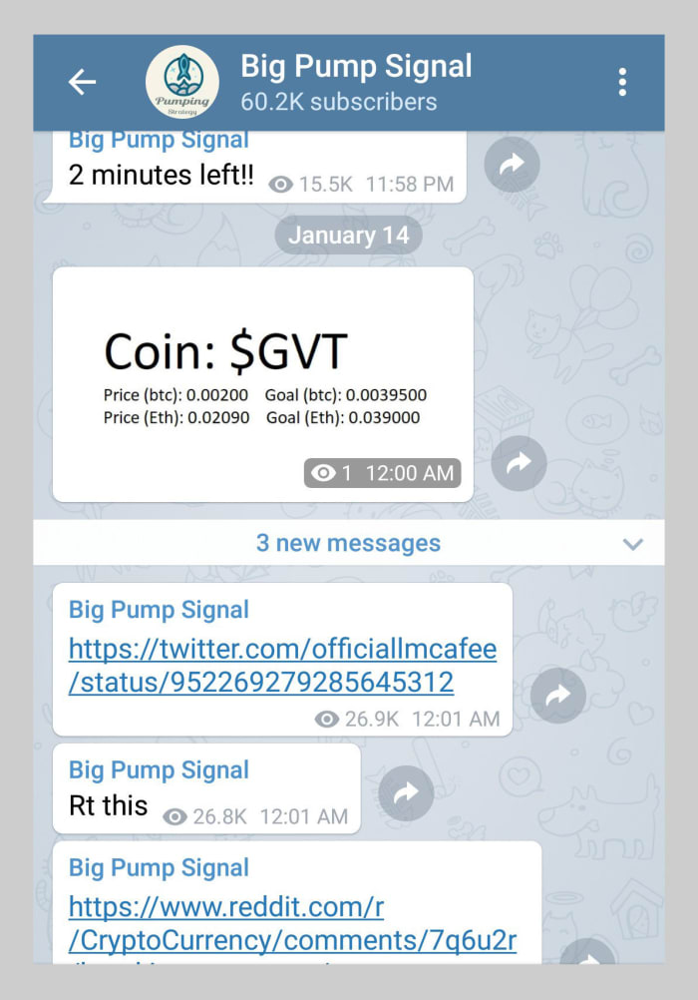 Big Pump Signal
60.2K subscribers
Pumping
Strategy
Big Pump Signal
2 minutes left!! 15.5K 11:58 PM
January 14
Coin: $GVT
Price (btc): 0.00200 Goal (btc): 0.0039500
Price (Eth): 0.02090 Goal (Eth): 0.039000
1 12:00 AM
3 new messages
Big Pump Signal
https://twitter.com/officiallmcafee
/status/952269279285645312
26.9K 12:01 AM
Big Pump Signal
Rt this 26.8K 12:01 AM
Big Pump Signal
https://www.reddit.com/r
/CryptoCurrency/comments/7q6u2r